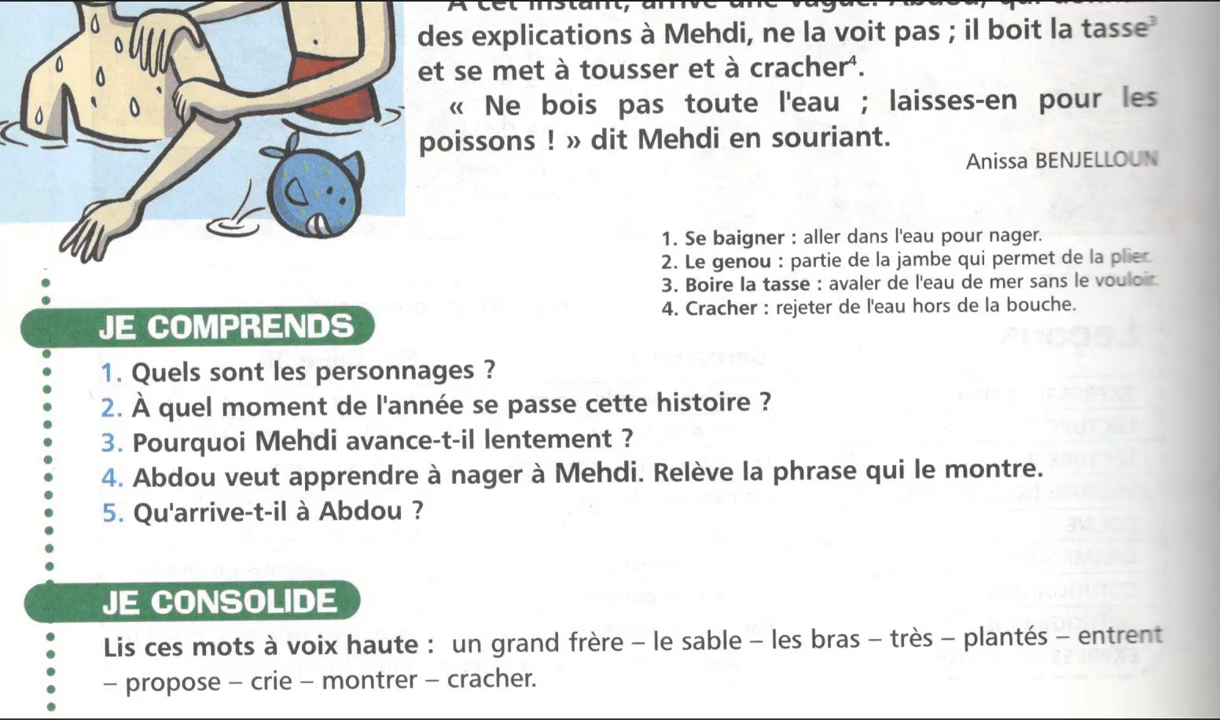 À cet instant, arrive une vague. Abdou, qui
des explications à Mehdi, ne la voit pas ; il boit la tasse³
et se met à tousser et à cracher⁴.
« Ne bois pas toute l'eau ; laisses-en pour les
poissons ! » dit Mehdi en souriant.
Anissa BENJELLOUN
1. Se baigner : aller dans l'eau pour nager.
2. Le genou : partie de la jambe qui permet de la plier.
3. Boire la tasse : avaler de l'eau de mer sans le vouloir.
4. Cracher : rejeter de l'eau hors de la bouche.
JE COMPRENDS
1. Quels sont les personnages ?
2. À quel moment de l'année se passe cette histoire ?
3. Pourquoi Mehdi avance-t-il lentement ?
4. Abdou veut apprendre à nager à Mehdi. Relève la phrase qui le montre.
5. Qu'arrive-t-il à Abdou ?
JE CONSOLIDE
Lis ces mots à voix haute : un grand frère – le sable – les bras – très – plantés – entrent
– propose – crie – montrer – cracher.